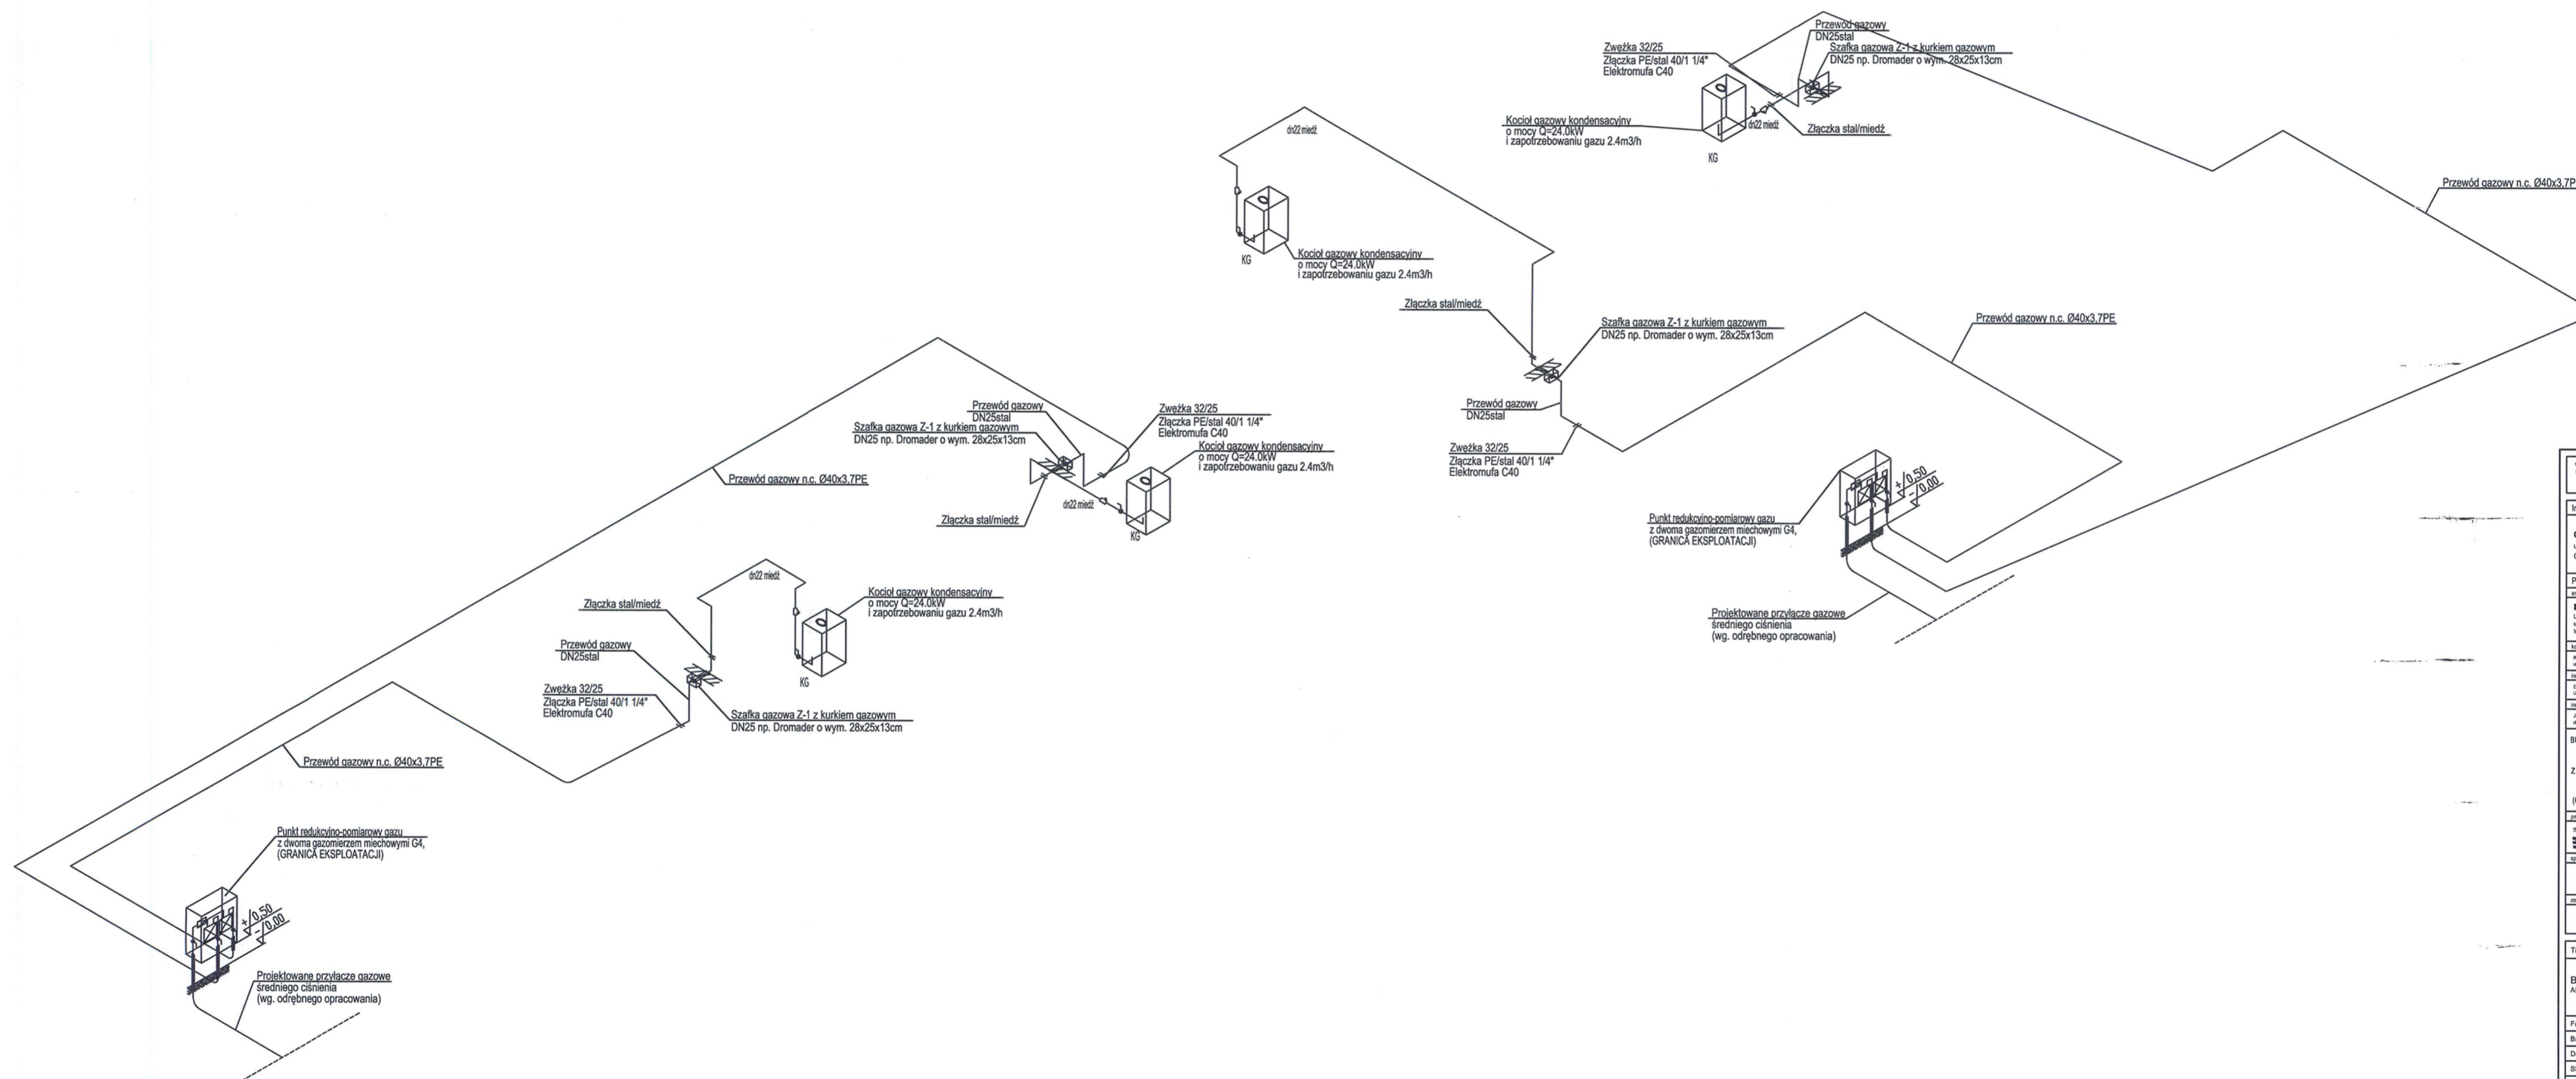 Przewód gazowy
DN25stal
Szafka gazowa Z-1 z kurkiem gazowym
DN25 np. Dromader o wym. 28x25x13cm
Zwężka 32/25
Złączka PE/stal 40/1 1/4"
Elektromufa C40
Kocioł gazowy kondensacyjny
o mocy Q=24.0kW
i zapotrzebowaniu gazu 2.4m3/h
dn22 miedź
Złączka stal/miedź
KG
Przewód gazowy n.c. Ø40x3,7P
dn22 miedź
KG
Kocioł gazowy kondensacyjny
o mocy Q=24.0kW
i zapotrzebowaniu gazu 2.4m3/h
Złączka stal/miedź
Szafka gazowa Z-1 z kurkiem gazowym
DN25 np. Dromader o wym. 28x25x13cm
Przewód gazowy n.c. Ø40x3,7PE
Przewód gazowy
DN25stal
Zwężka 32/25
Złączka PE/stal 40/1 1/4"
Elektromufa C40
+/0,50
-/0,00
Punkt redukcyjno-pomiarowy gazu
z dwoma gazomierzem miechowymi G4,
(GRANICA EKSPLOATACJI)
Projektowane przyłącze gazowe
średniego ciśnienia
(wg. odrębnego opracowania)
Przewód gazowy
DN25stal
Szafka gazowa Z-1 z kurkiem gazowym
DN25 np. Dromader o wym. 28x25x13cm
Zwężka 32/25
Złączka PE/stal 40/1 1/4"
Elektromufa C40
Kocioł gazowy kondensacyjny
o mocy Q=24.0kW
i zapotrzebowaniu gazu 2.4m3/h
Przewód gazowy n.c. Ø40x3,7PE
dn22 miedź
Złączka stal/miedź
KG
dn22 miedź
Złączka stal/miedź
Kocioł gazowy kondensacyjny
o mocy Q=24.0kW
i zapotrzebowaniu gazu 2.4m3/h
Przewód gazowy
DN25stal
KG
Zwężka 32/25
Złączka PE/stal 40/1 1/4"
Elektromufa C40
Szafka gazowa Z-1 z kurkiem gazowym
DN25 np. Dromader o wym. 28x25x13cm
Przewód gazowy n.c. Ø40x3,7PE
Punkt redukcyjno-pomiarowy gazu
z dwoma gazomierzem miechowymi G4,
(GRANICA EKSPLOATACJI)
+/0,50
-/0,00
Projektowane przyłącze gazowe
średniego ciśnienia
(wg. odrębnego opracowania)